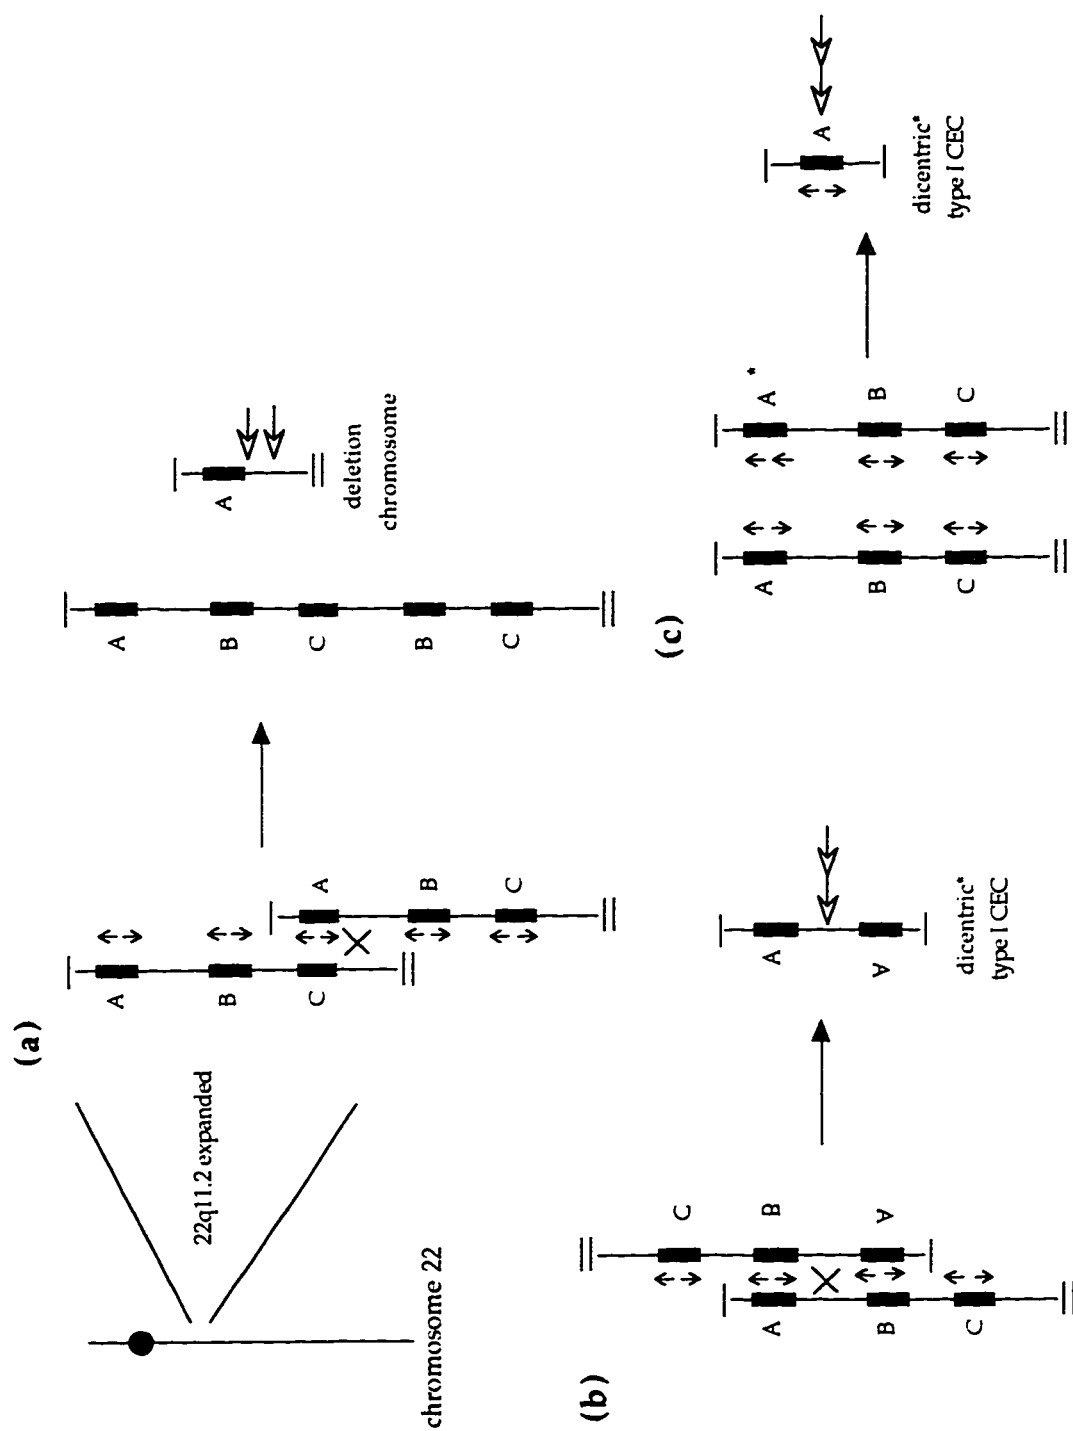 (a)
chromosome 22
22q11.2 expanded
A
B
C
A
B
C
A
B
C
B
C
A
deletion
chromosome
(b)
A
B
C
C
B
A
A
A
dicentric*
type I CEC
(c)
A
B
C
A*
B
C
A
dicentric*
type I CEC